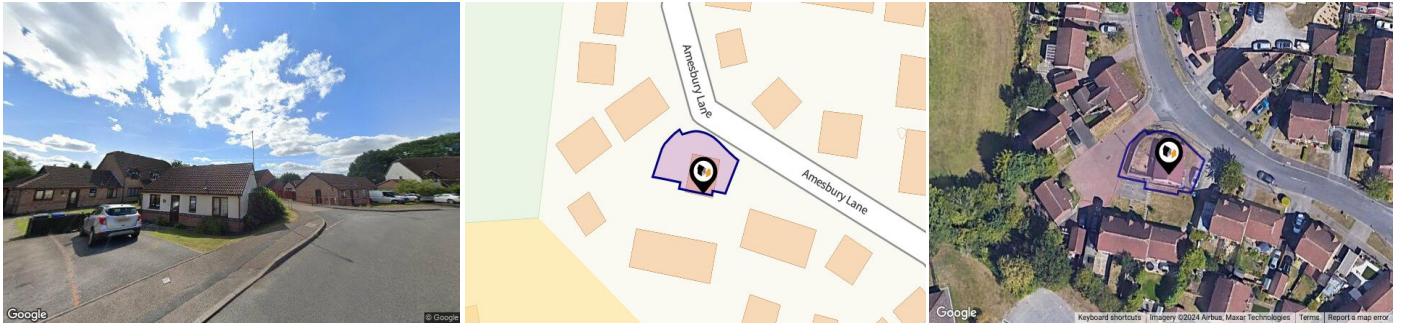 Amesbury Lane
Amesbury Lane
Google
© Google
Google
Keyboard shortcuts
Imagery ©2024 Airbus, Maxar Technologies
Terms
Report a map error